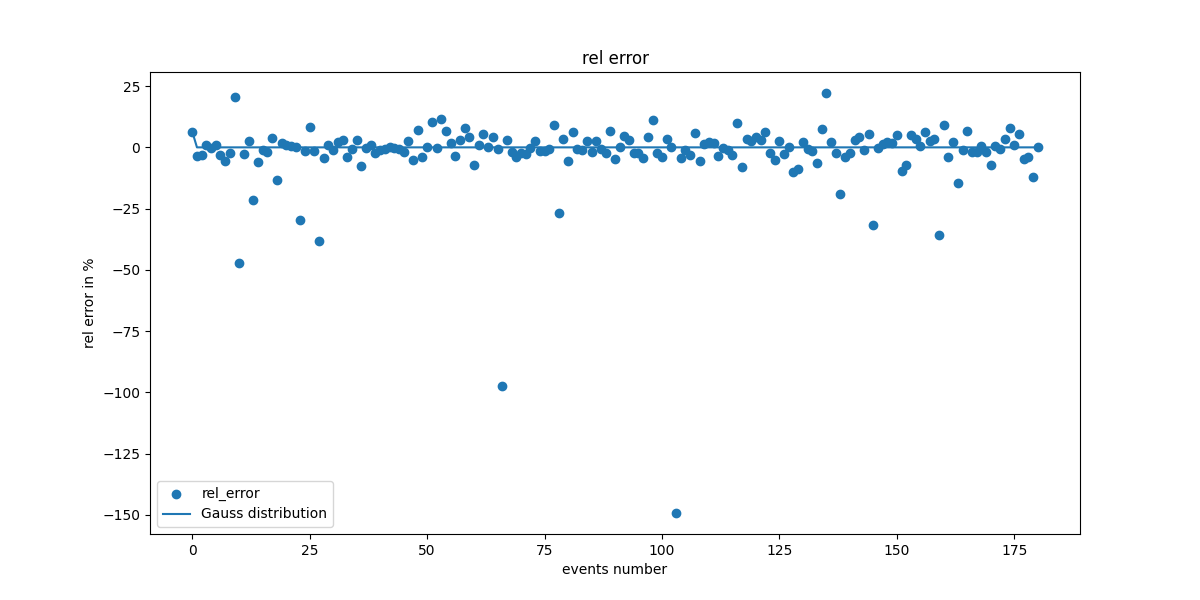 rel error
25
0
−25
−50
−75
−100
−125
−150
rel error in %
rel_error
Gauss distribution
0 25 50 75 100 125 150 175
events number